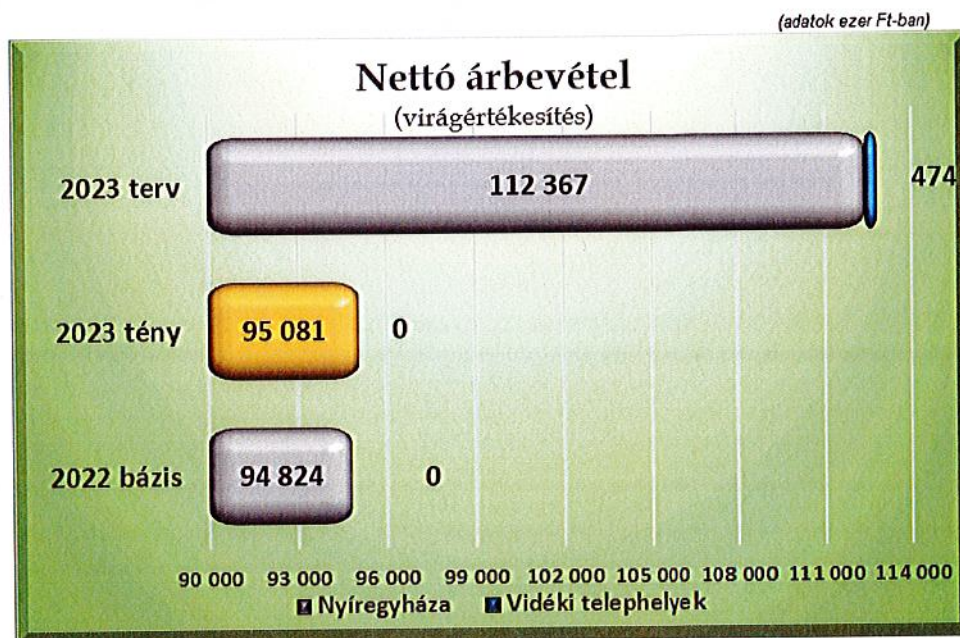 (adatok ezer Ft-ban)
Nettó árbevétel
(virágértékesítés)
2023 terv 112 367 474
2023 tény 95 081 0
2022 bázis 94 824 0
90 000 93 000 96 000 99 000 102 000 105 000 108 000 111 000 114 000
Nyíregyháza Vidéki telephelyek